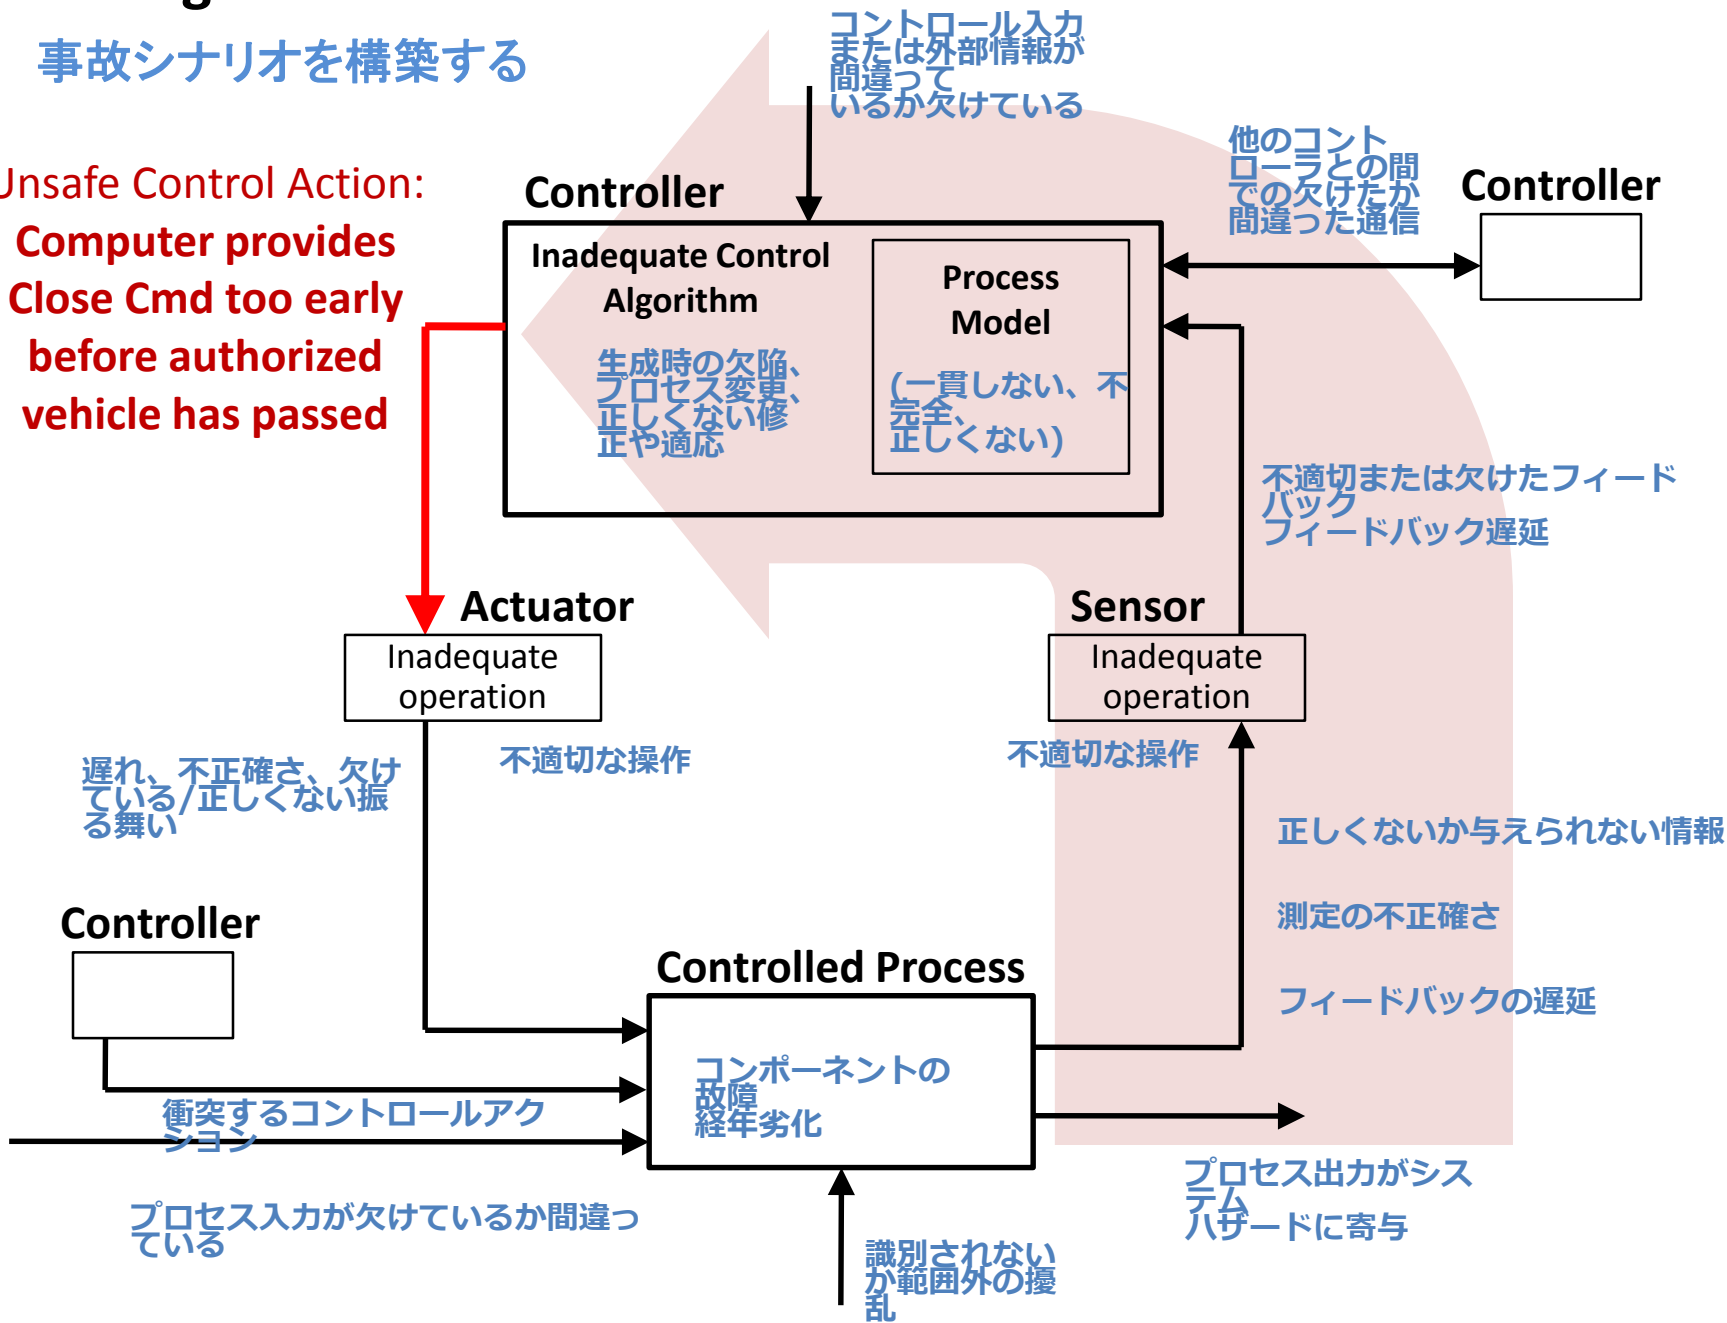 事故シナリオを構築する
コントロール入力
または外部情報が
間違って
いるか欠けている
他のコント
ローラとの間
での欠けたか
間違った通信
Controller
Unsafe Control Action:
Computer provides
Close Cmd too early
before authorized
vehicle has passed
Controller
Inadequate Control
Algorithm
生成時の欠陥、
プロセス変更、
正しくない修
正や適応
Process
Model
(一貫しない、不
完全、
正しくない)
不適切または欠けたフィード
バック
フィードバック遅延
Actuator
Inadequate
operation
不適切な操作
Sensor
Inadequate
operation
不適切な操作
遅れ、不正確さ、欠け
ている/正しくない振
る舞い
正しくないか与えられない情報
測定の不正確さ
フィードバックの遅延
Controller
Controlled Process
コンポーネントの
故障
経年劣化
衝突するコントロールアク
ション
プロセス入力が欠けているか間違っ
ている
プロセス出力がシス
テム
ハザードに寄与
識別されない
か範囲外の擾
乱